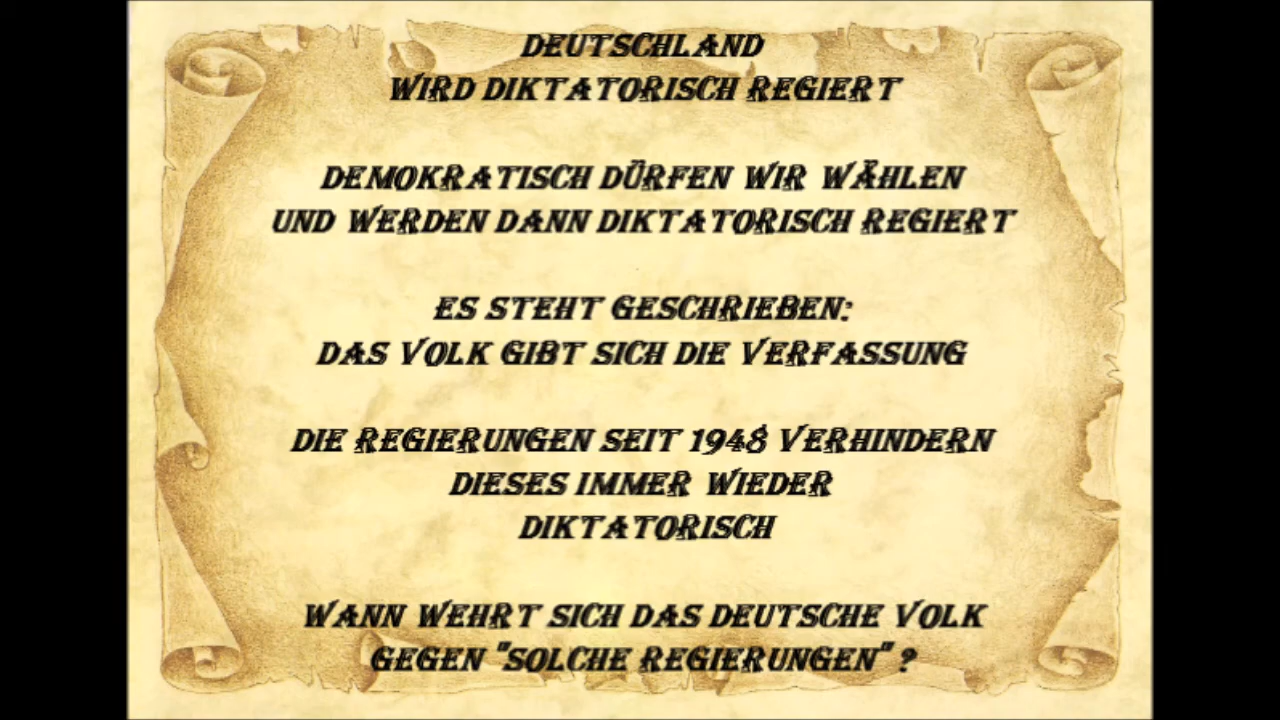 DEUTSCHLAND
WIRD DIKTATORISCH REGIERT
DEMOKRATISCH DÜRFEN WIR WÄHLEN
UND WERDEN DANN DIKTATORISCH REGIERT
ES STEHT GESCHRIEBEN:
DAS VOLK GIBT SICH DIE VERFASSUNG
DIE REGIERUNGEN SEIT 1948 VERHINDERN
DIESES IMMER WIEDER
DIKTATORISCH
WANN WEHRT SICH DAS DEUTSCHE VOLK
GEGEN "SOLCHE REGIERUNGEN" ?